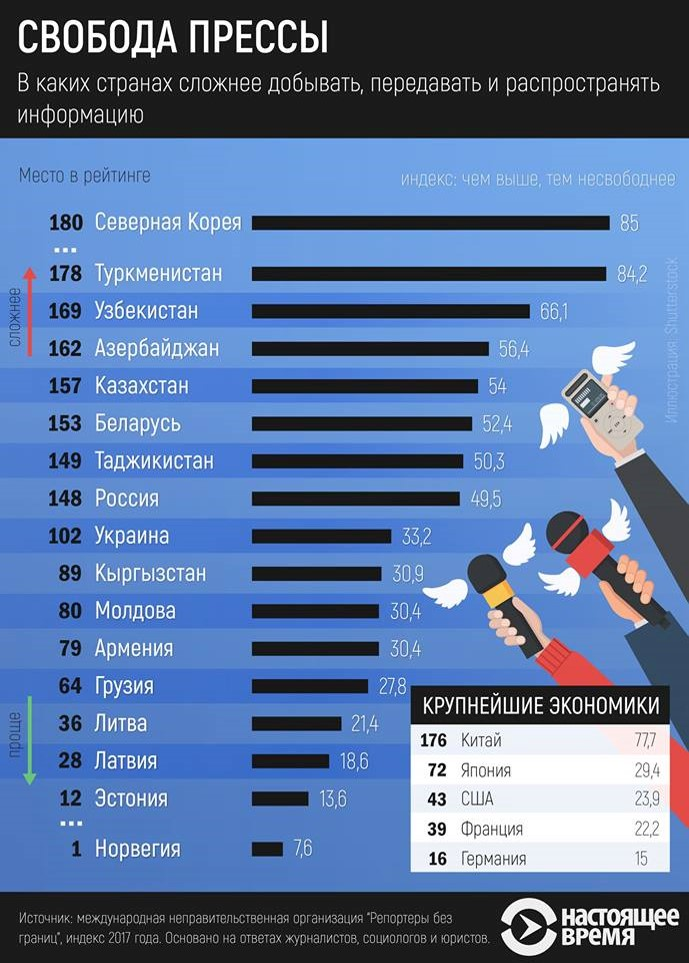 СВОБОДА ПРЕССЫ
В каких странах сложнее добывать, передавать и распространять
информацию
Место в рейтинге
индекс: чем выше, тем несвободнее
180 Северная Корея 85
...
178 Туркменистан 84,2
169 Узбекистан 66,1
162 Азербайджан 56,4
157 Казахстан 54
153 Беларусь 52,4
149 Таджикистан 50,3
148 Россия 49,5
102 Украина 33,2
89 Кыргызстан 30,9
80 Молдова 30,4
79 Армения 30,4
64 Грузия 27,8
36 Литва 21,4
28 Латвия 18,6
12 Эстония 13,6
...
1 Норвегия 7,6
сложнее
проще
Иллюстрация: Shutterstock
КРУПНЕЙШИЕ ЭКОНОМИКИ
176 Китай 77,7
72 Япония 29,4
43 США 23,9
39 Франция 22,2
16 Германия 15
Источник: международная неправительственная организация "Репортеры без
границ", индекс 2017 года. Основано на ответах журналистов, социологов и юристов.
НАСТОЯЩЕЕ
ВРЕМЯ